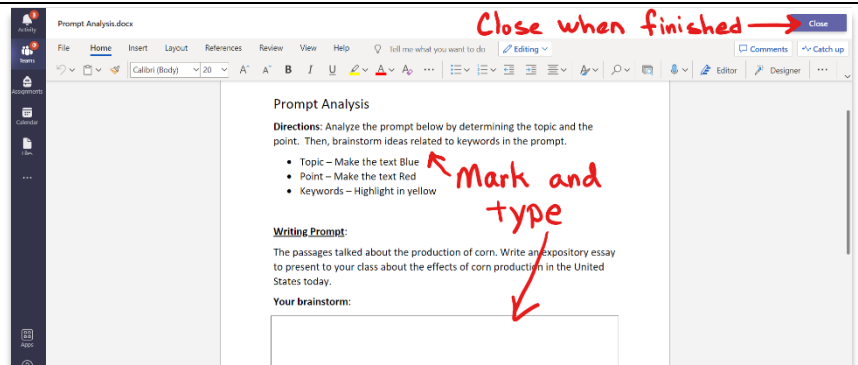 Activity
Prompt Analysis.docx
Close when finished
Close
Teams
File Home Insert Layout References Review View Help Tell me what you want to do Editing Comments Catch up
Calibri (Body) 20 A A B I U A A Editor Designer
Assignments
Calendar
Files
Prompt Analysis
Directions: Analyze the prompt below by determining the topic and the
point. Then, brainstorm ideas related to keywords in the prompt.
• Topic – Make the text Blue
• Point – Make the text Red
• Keywords – Highlight in yellow
Mark and
type
Writing Prompt:
The passages talked about the production of corn. Write an expository essay
to present to your class about the effects of corn production in the United
States today.
Your brainstorm:
Apps